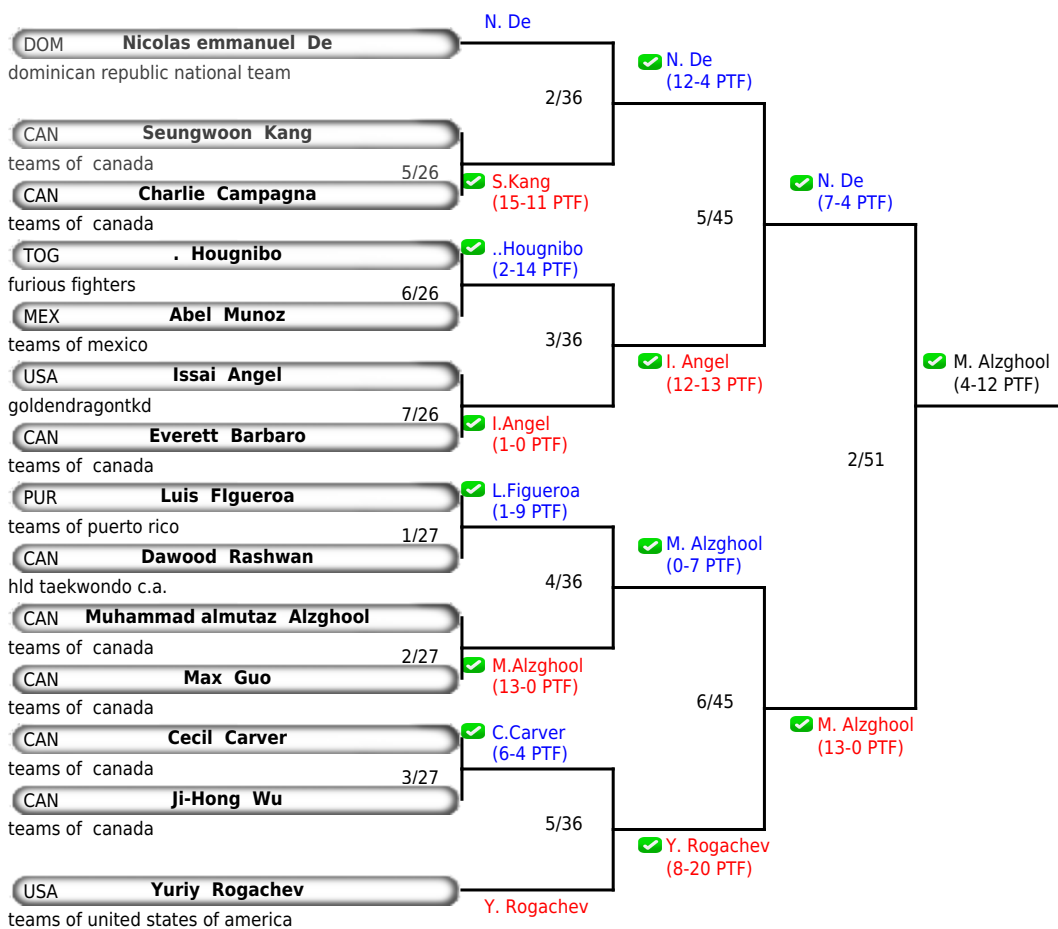 N. De
DOM Nicolas emmanuel De
dominican republic national team
N. De
(12-4 PTF)
2/36
CAN Seungwoon Kang
teams of canada
5/26
S.Kang
(15-11 PTF)
CAN Charlie Campagna
teams of canada
N. De
(7-4 PTF)
5/45
TOG . Hougnibo
furious fighters
..Hougnibo
(2-14 PTF)
6/26
MEX Abel Munoz
teams of mexico
3/36
I. Angel
(12-13 PTF)
M. Alzghool
(4-12 PTF)
USA Issai Angel
goldendragontkd
7/26
I.Angel
(1-0 PTF)
CAN Everett Barbaro
teams of canada
2/51
PUR Luis FIgueroa
teams of puerto rico
L.Figueroa
(1-9 PTF)
1/27
CAN Dawood Rashwan
hld taekwondo c.a.
M. Alzghool
(0-7 PTF)
4/36
CAN Muhammad almutaz Alzghool
teams of canada
2/27
M.Alzghool
(13-0 PTF)
CAN Max Guo
teams of canada
6/45
M. Alzghool
(13-0 PTF)
CAN Cecil Carver
teams of canada
C.Carver
(6-4 PTF)
3/27
CAN Ji-Hong Wu
teams of canada
5/36
Y. Rogachev
(8-20 PTF)
USA Yuriy Rogachev
teams of united states of america
Y. Rogachev